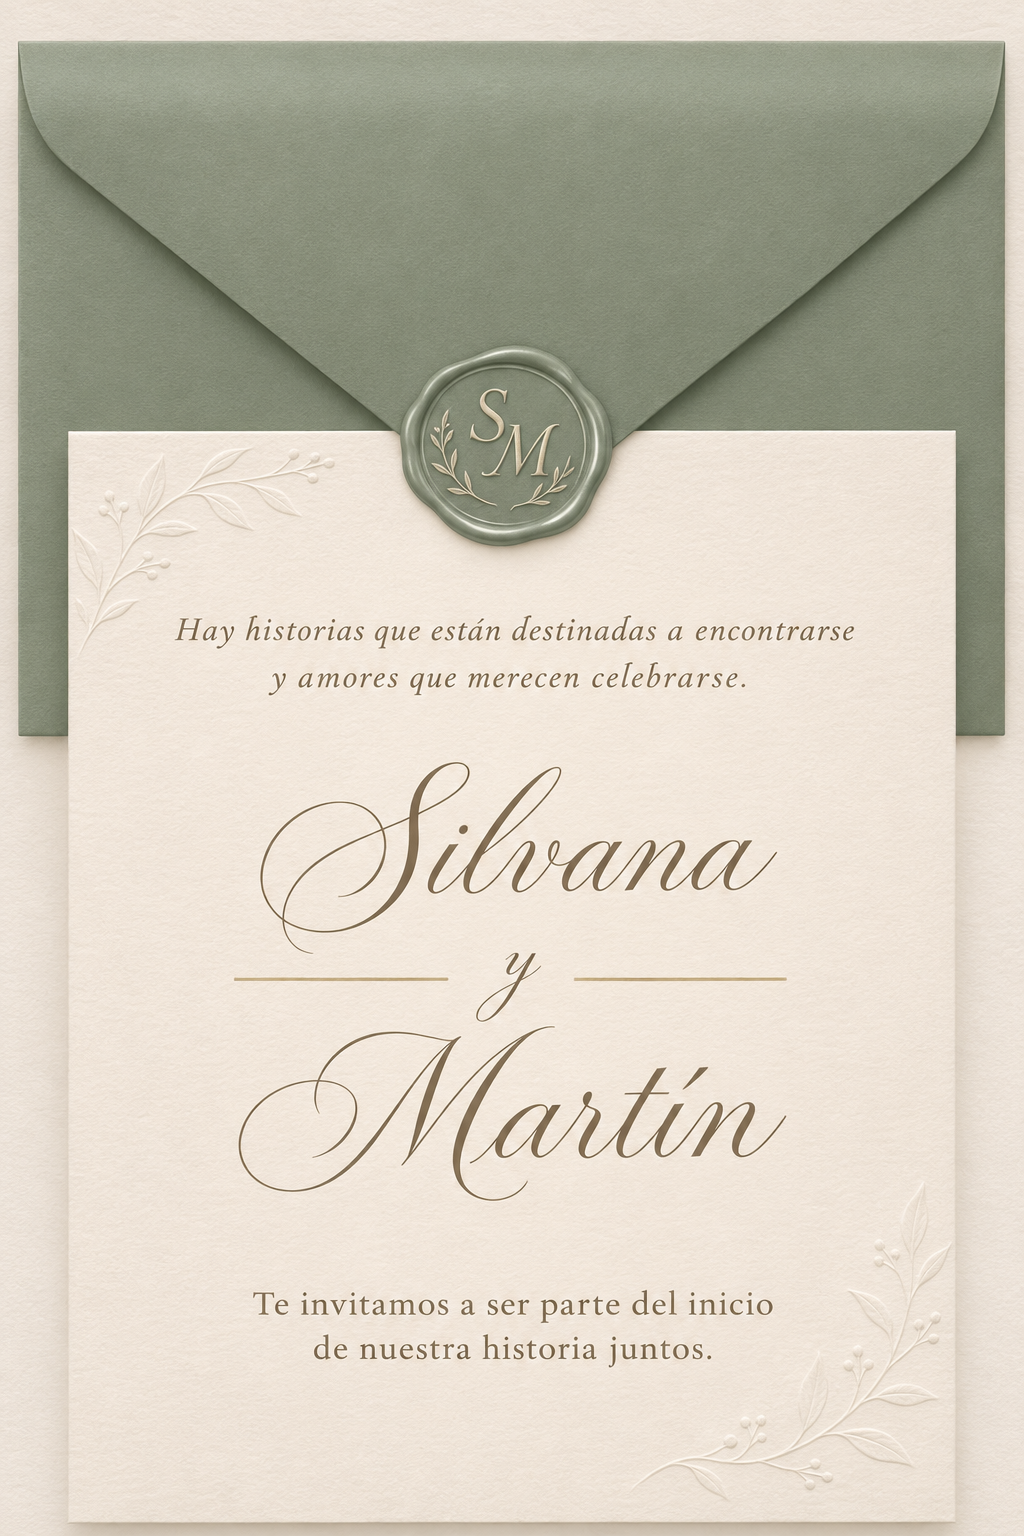 S
M
Hay historias que están destinadas a encontrarse
y amores que merecen celebrarse.
Silvana
y
Martín
Te invitamos a ser parte del inicio
de nuestra historia juntos.